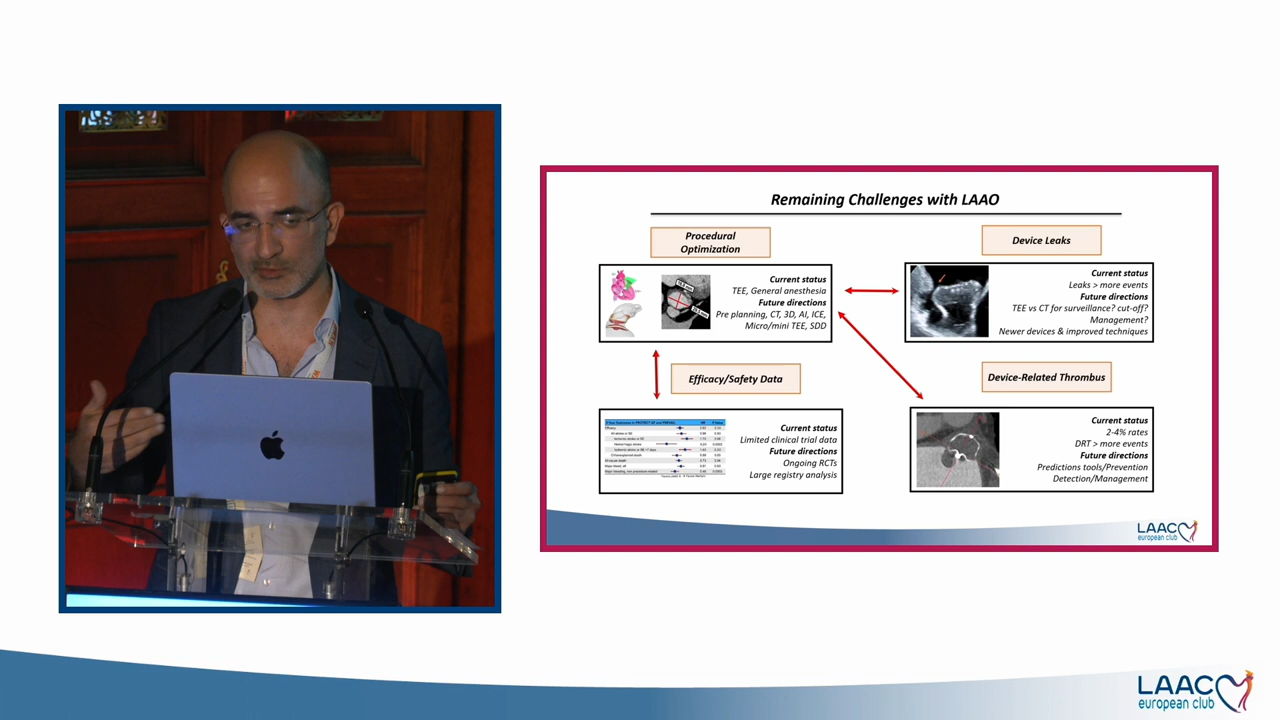 Remaining Challenges with LAAO
Procedural
Optimization
Current status
TEE, General anesthesia
Future directions
Pre planning, CT, 3D, AI, ICE,
Micro/mini TEE, SDD
Device Leaks
Current status
Leaks > more events
Future directions
TEE vs CT for surveillance? cut-off?
Management?
Newer devices & improved techniques
Efficacy/Safety Data
Current status
Limited clinical trial data
Future directions
Ongoing RCTs
Large registry analysis
Device-Related Thrombus
Current status
2-4% rates
DRT > more events
Future directions
Predictions tools/Prevention
Detection/Management
LAAC
european club
LAAC
european club